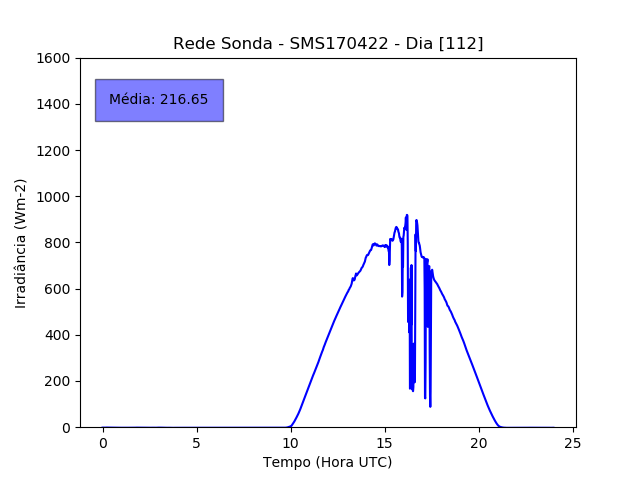 Rede Sonda - SMS170422 - Dia [112]
1600
1400
1200
1000
800
600
400
200
0
Média: 216.65
Irradiância (Wm-2)
0 5 10 15 20 25
Tempo (Hora UTC)